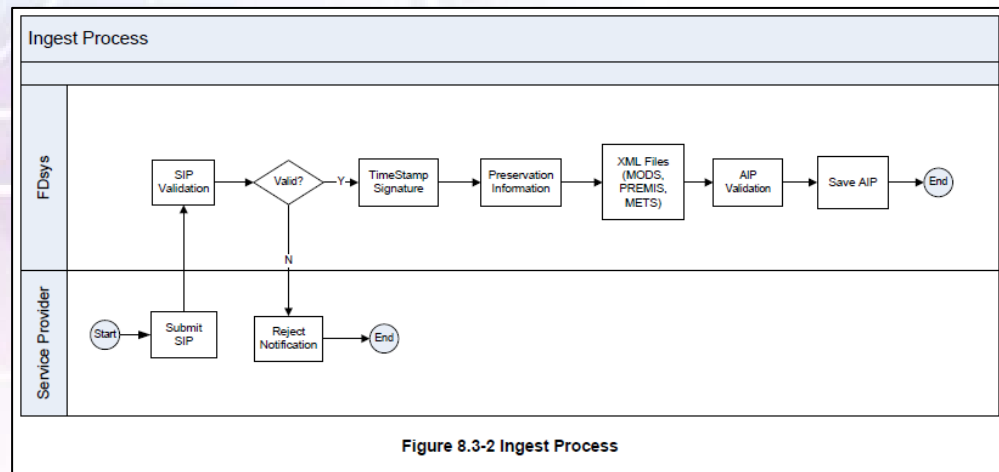 Ingest Process
FDsys
SIP
Validation
Valid?
Y
TimeStamp
Signature
Preservation
Information
XML Files
(MODS,
PREMIS,
METS)
AIP
Validation
Save AIP
End
N
Service Provider
Start
Submit
SIP
Reject
Notification
End
Figure 8.3-2 Ingest Process